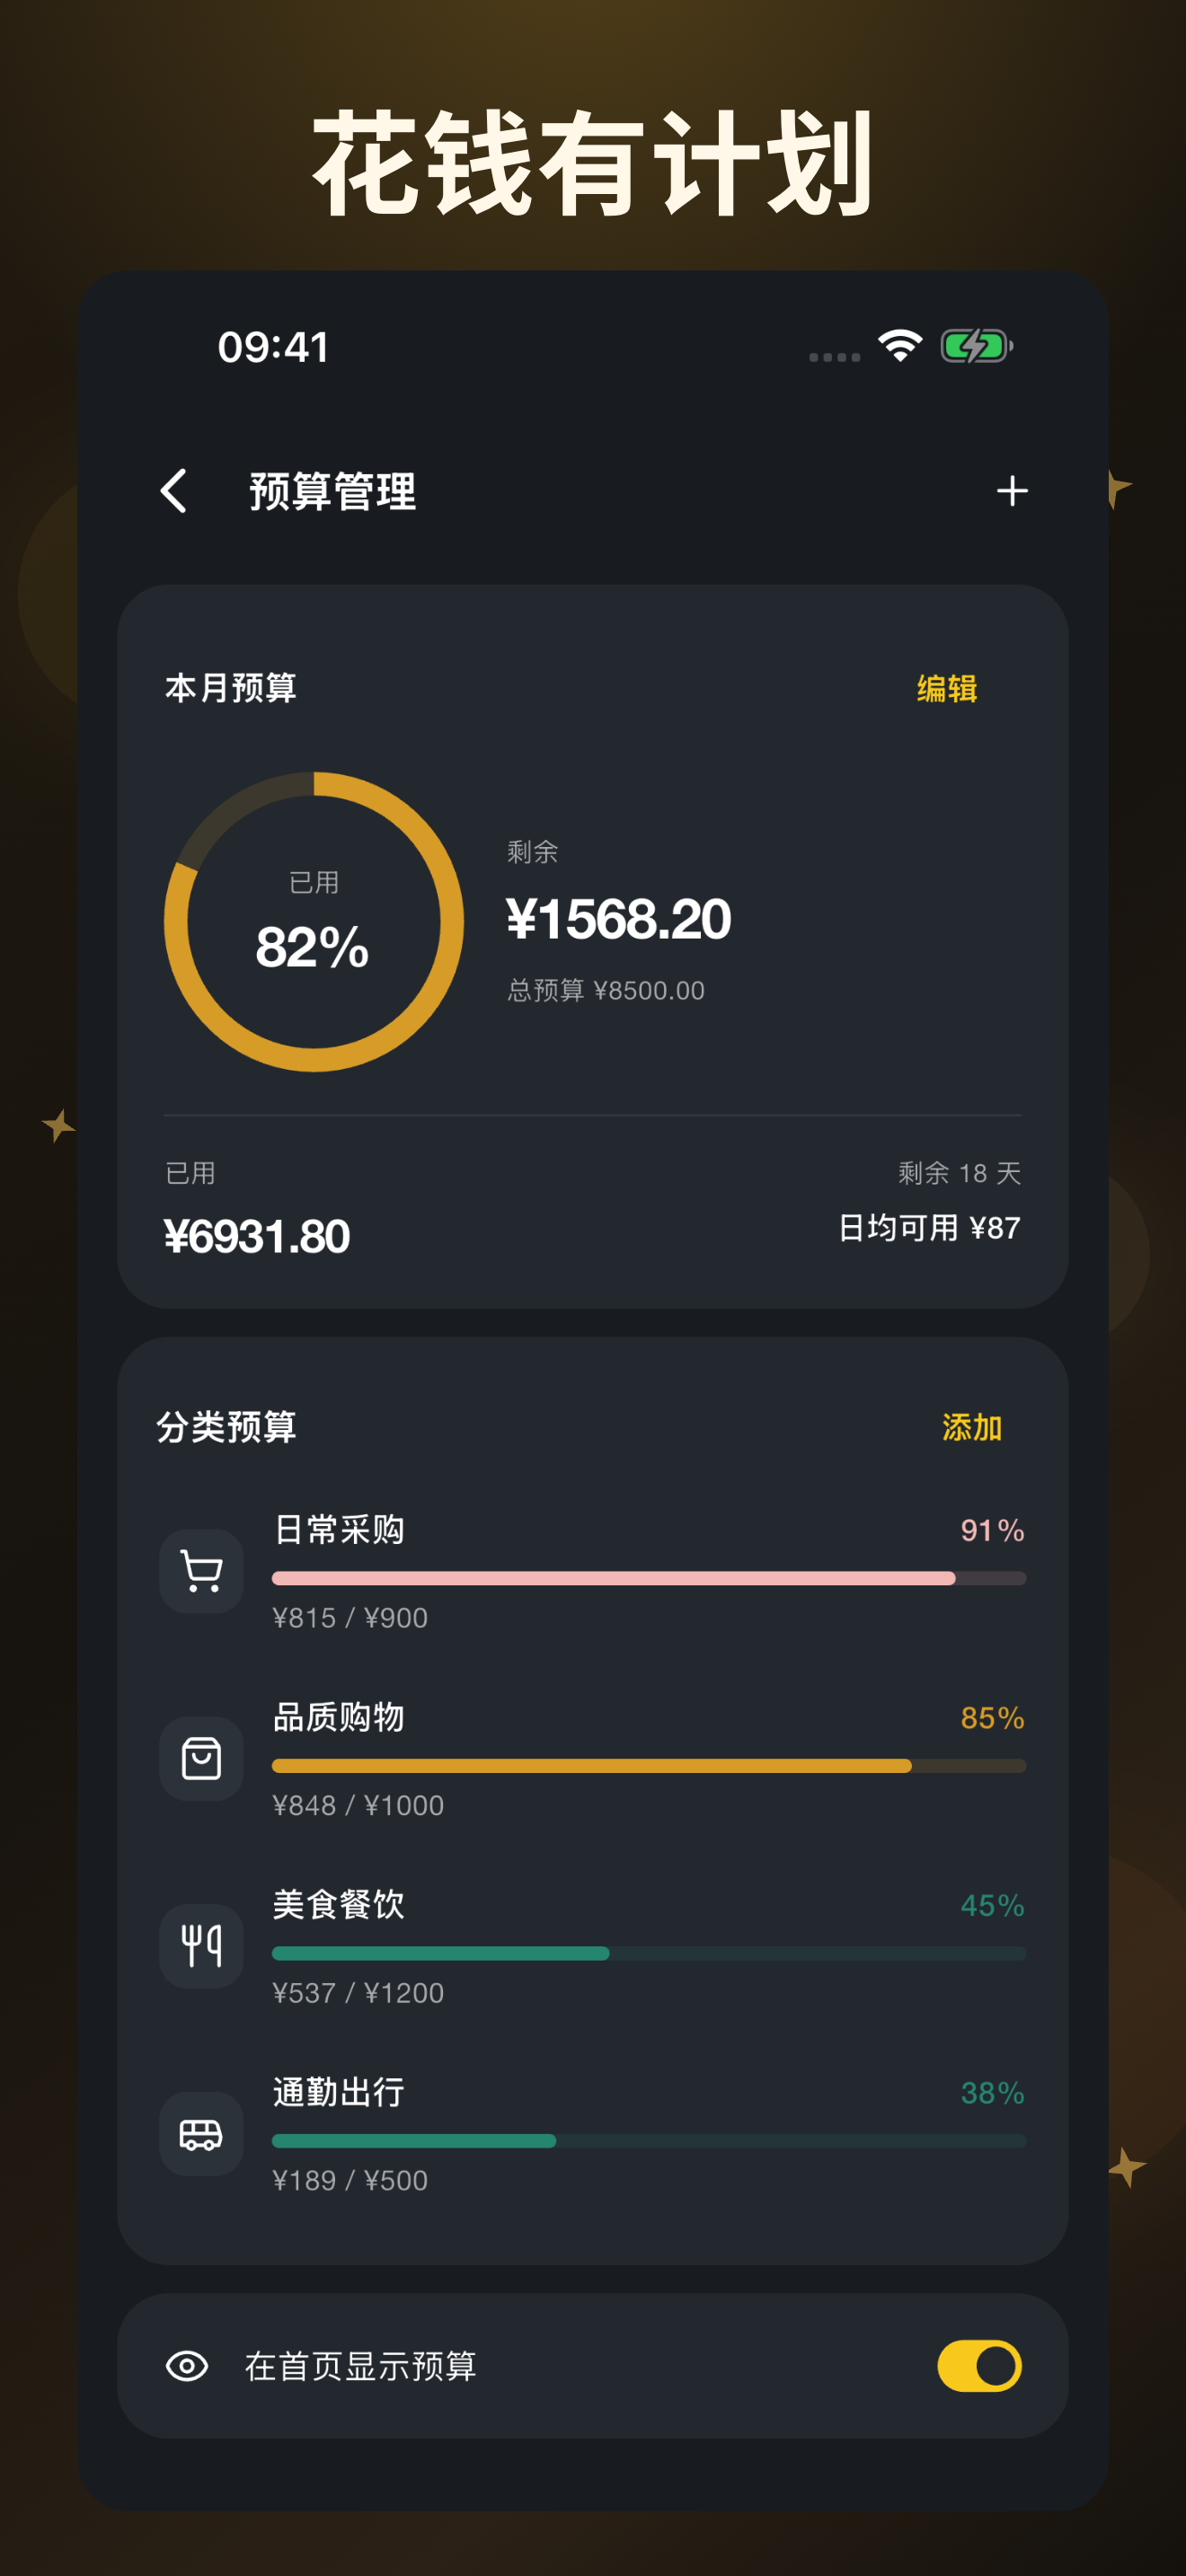 花钱有计划
09:41
预算管理
本月预算
编辑
已用
82%
剩余
¥1568.20
总预算 ¥8500.00
已用
¥6931.80
剩余 18 天
日均可用 ¥87
分类预算
添加
日常采购
91%
¥815 / ¥900
品质购物
85%
¥848 / ¥1000
美食餐饮
45%
¥537 / ¥1200
通勤出行
38%
¥189 / ¥500
在首页显示预算